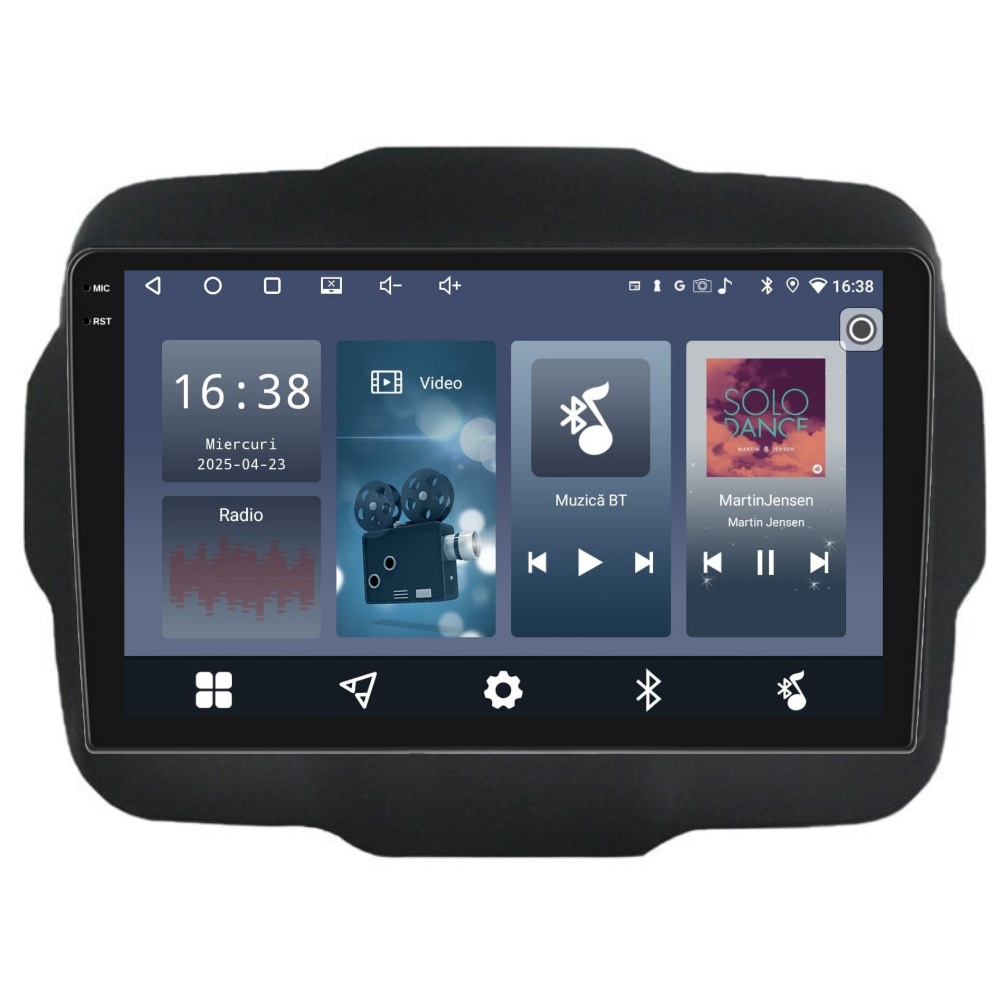 MIC
RST
16:38
16:38
Miercuri
2025-04-23
Radio
Video
Muzică BT
SOLO
DANCE
MARTIN JENSEN
MartinJensen
Martin Jensen